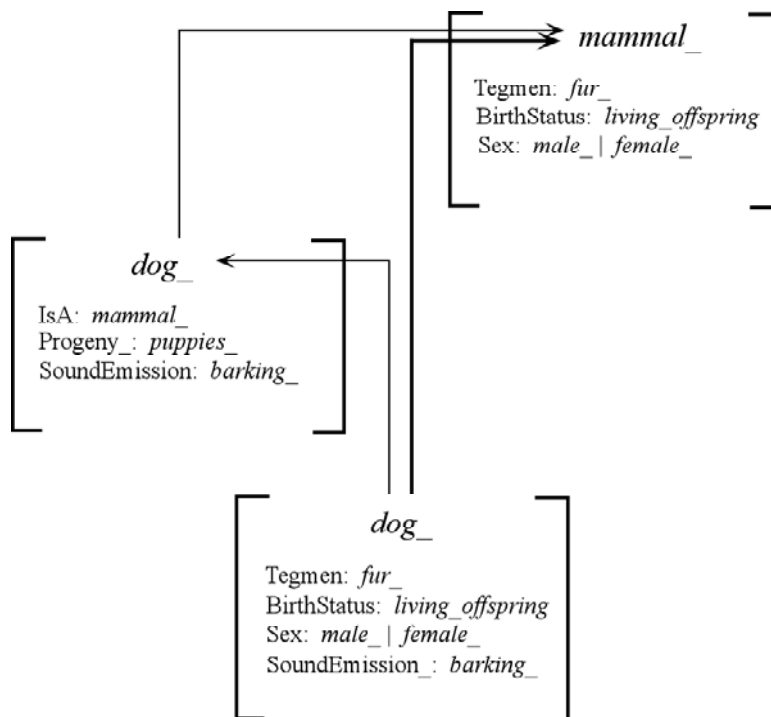 mammal_
Tegmen: fur_
BirthStatus: living_offspring
Sex: male_ | female_
dog_
IsA: mammal_
Progeny_: puppies_
SoundEmission: barking_
dog_
Tegmen: fur_
BirthStatus: living_offspring
Sex: male_ | female_
SoundEmission_: barking_